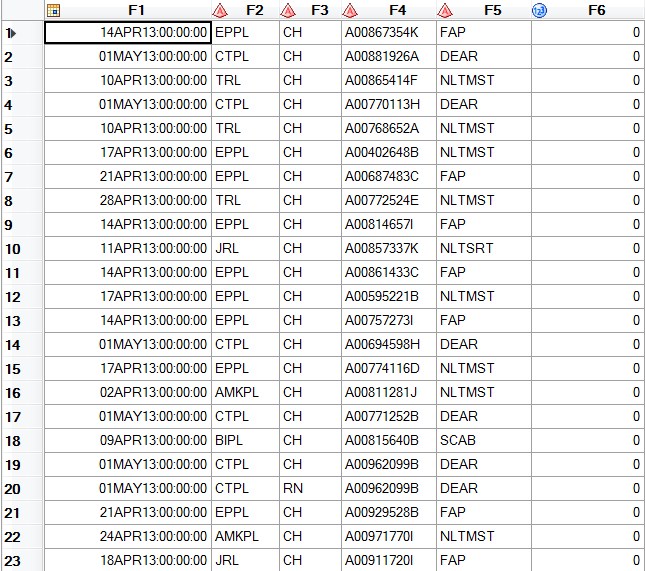 F1 F2 F3 F4 F5 123 F6
1 14APR13:00:00:00 EPPL CH A00867354K FAP 0
2 01MAY13:00:00:00 CTPL CH A00881926A DEAR 0
3 10APR13:00:00:00 TRL CH A00865414F NLTMST 0
4 01MAY13:00:00:00 CTPL CH A00770113H DEAR 0
5 10APR13:00:00:00 TRL CH A00768652A NLTMST 0
6 17APR13:00:00:00 EPPL CH A00402648B NLTMST 0
7 21APR13:00:00:00 EPPL CH A00687483C FAP 0
8 28APR13:00:00:00 TRL CH A00772524E NLTMST 0
9 14APR13:00:00:00 EPPL CH A00814657I FAP 0
10 11APR13:00:00:00 JRL CH A00857337K NLTSRT 0
11 14APR13:00:00:00 EPPL CH A00861433C FAP 0
12 17APR13:00:00:00 EPPL CH A00595221B NLTMST 0
13 14APR13:00:00:00 EPPL CH A00757273I FAP 0
14 01MAY13:00:00:00 CTPL CH A00694598H DEAR 0
15 17APR13:00:00:00 EPPL CH A00774116D NLTMST 0
16 02APR13:00:00:00 AMKPL CH A00811281J NLTMST 0
17 01MAY13:00:00:00 CTPL CH A00771252B DEAR 0
18 09APR13:00:00:00 BIPL CH A00815640B SCAB 0
19 01MAY13:00:00:00 CTPL CH A00962099B DEAR 0
20 01MAY13:00:00:00 CTPL RN A00962099B DEAR 0
21 21APR13:00:00:00 EPPL CH A00929528B FAP 0
22 24APR13:00:00:00 AMKPL CH A00971770I NLTMST 0
23 18APR13:00:00:00 JRL CH A00911720I FAP 0